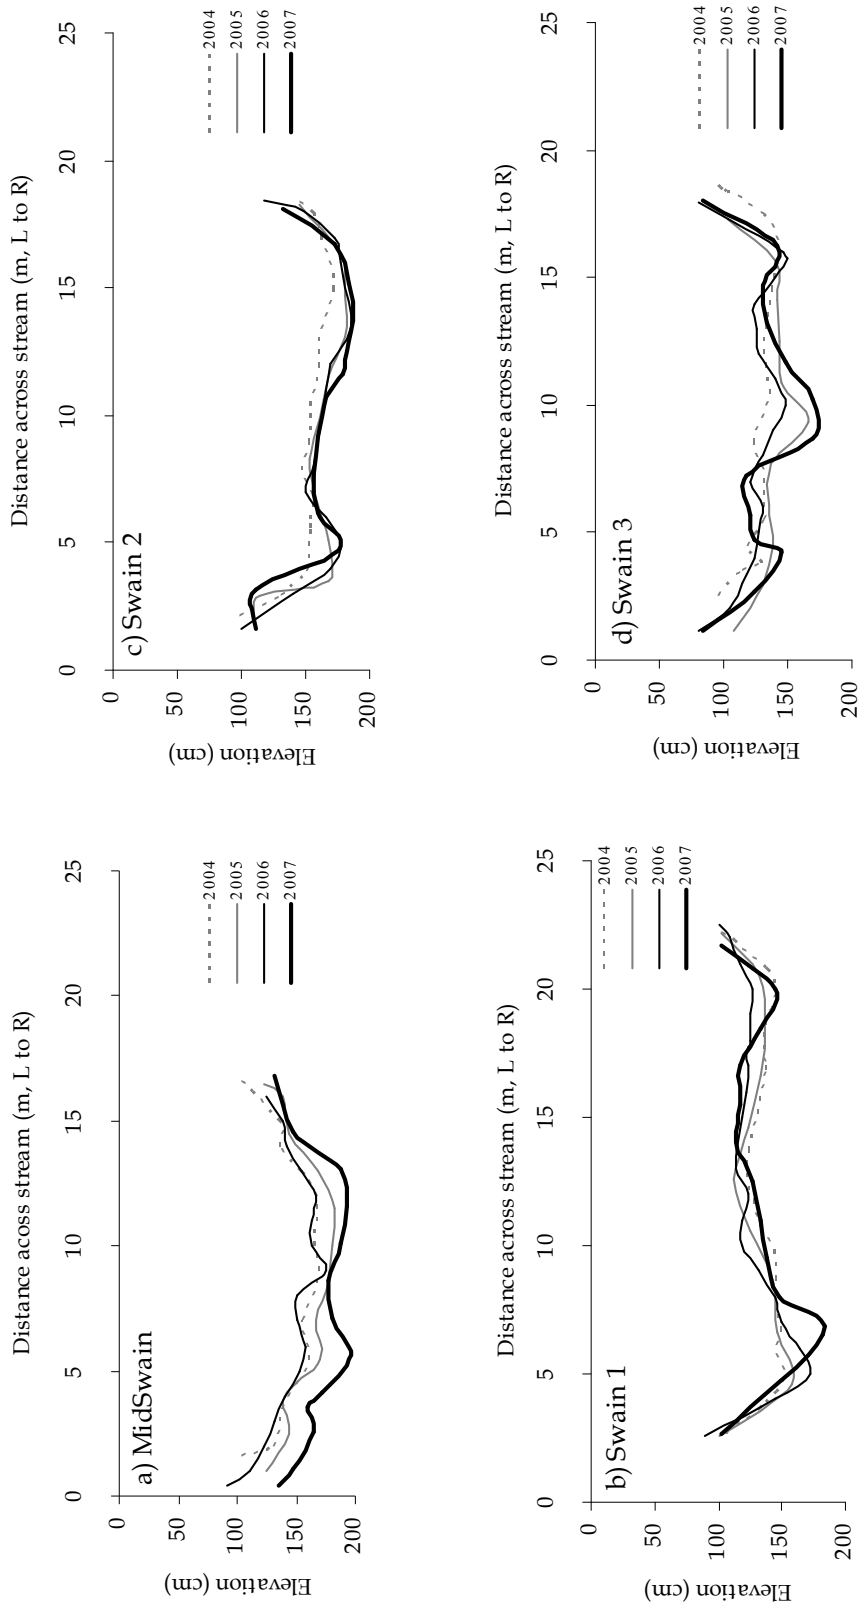 a) MidSwain
Distance acoss stream (m, L to R)
0 5 10 15 20 25
Elevation (cm)
0
50
100
150
200
2004
2005
2006
2007
c) Swain 2
Distance across stream (m, L to R)
0 5 10 15 20 25
Elevation (cm)
0
50
100
150
200
2004
2005
2006
2007
b) Swain 1
Distance across stream (m, L to R)
0 5 10 15 20 25
Elevation (cm)
0
50
100
150
200
2004
2005
2006
2007
d) Swain 3
Distance across stream (m, L to R)
0 5 10 15 20 25
Elevation (cm)
0
50
100
150
200
2004
2005
2006
2007